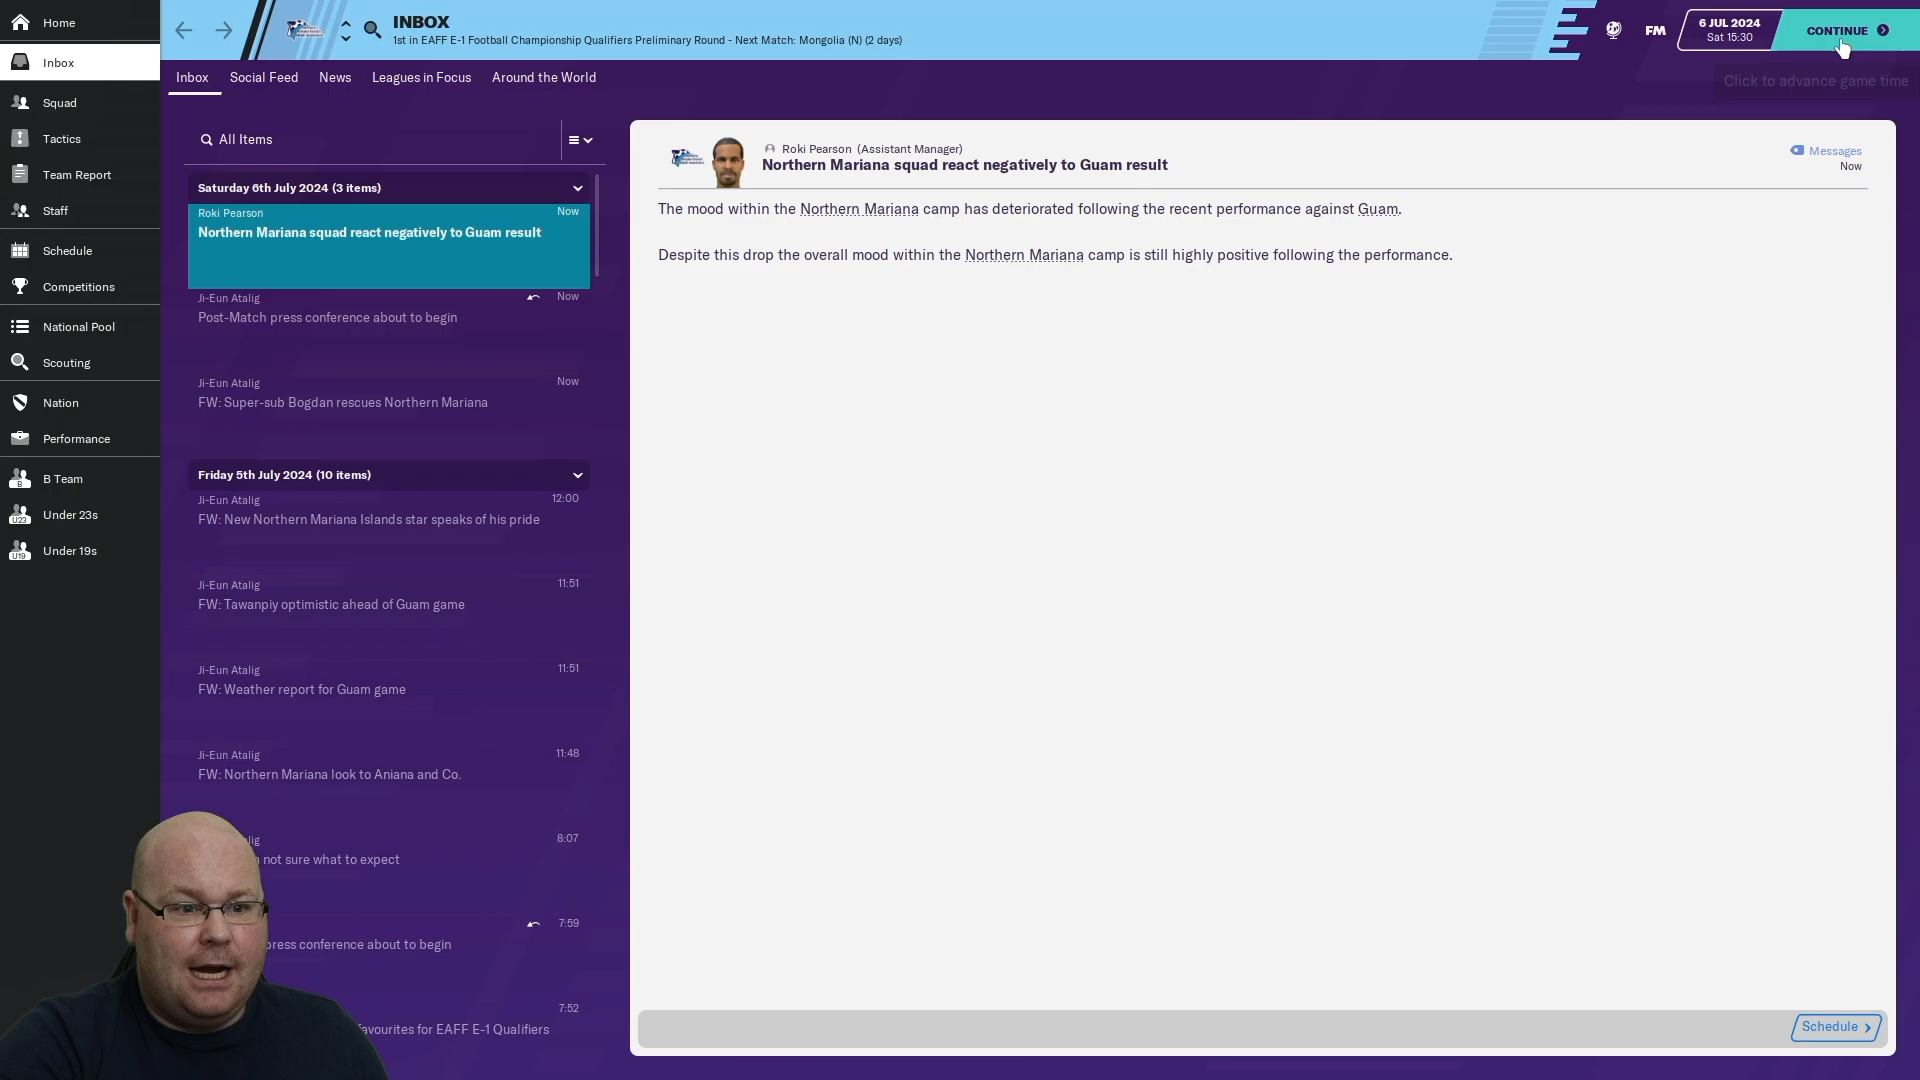 Home
Inbox
Squad
Tactics
Team Report
Staff
Schedule
Competitions
National Pool
Scouting
Nation
Performance
B Team
Under 23s
Under 19s
B
U23
U19
INBOX
1st in EAFF E-1 Football Championship Qualifiers Preliminary Round - Next Match: Mongolia (N) (2 days)
FM
6 JUL 2024
Sat 15:30
CONTINUE
Click to advance game time
Inbox Social Feed News Leagues in Focus Around the World
All Items
Saturday 6th July 2024 (3 items)
Roki Pearson Now
Northern Mariana squad react negatively to Guam result
Ji-Eun Atalig Now
Post-Match press conference about to begin
Ji-Eun Atalig Now
FW: Super-sub Bogdan rescues Northern Mariana
Friday 5th July 2024 (10 items)
Ji-Eun Atalig 12:00
FW: New Northern Mariana Islands star speaks of his pride
Ji-Eun Atalig 11:51
FW: Tawanpiy optimistic ahead of Guam game
Ji-Eun Atalig 11:51
FW: Weather report for Guam game
Ji-Eun Atalig 11:48
FW: Northern Mariana look to Aniana and Co.
8:07
not sure what to expect
7:59
press conference about to begin
7:52
favourites for EAFF E-1 Qualifiers
Roki Pearson (Assistant Manager)
Northern Mariana squad react negatively to Guam result
Messages
Now
The mood within the Northern Mariana camp has deteriorated following the recent performance against Guam.
Despite this drop the overall mood within the Northern Mariana camp is still highly positive following the performance.
Schedule